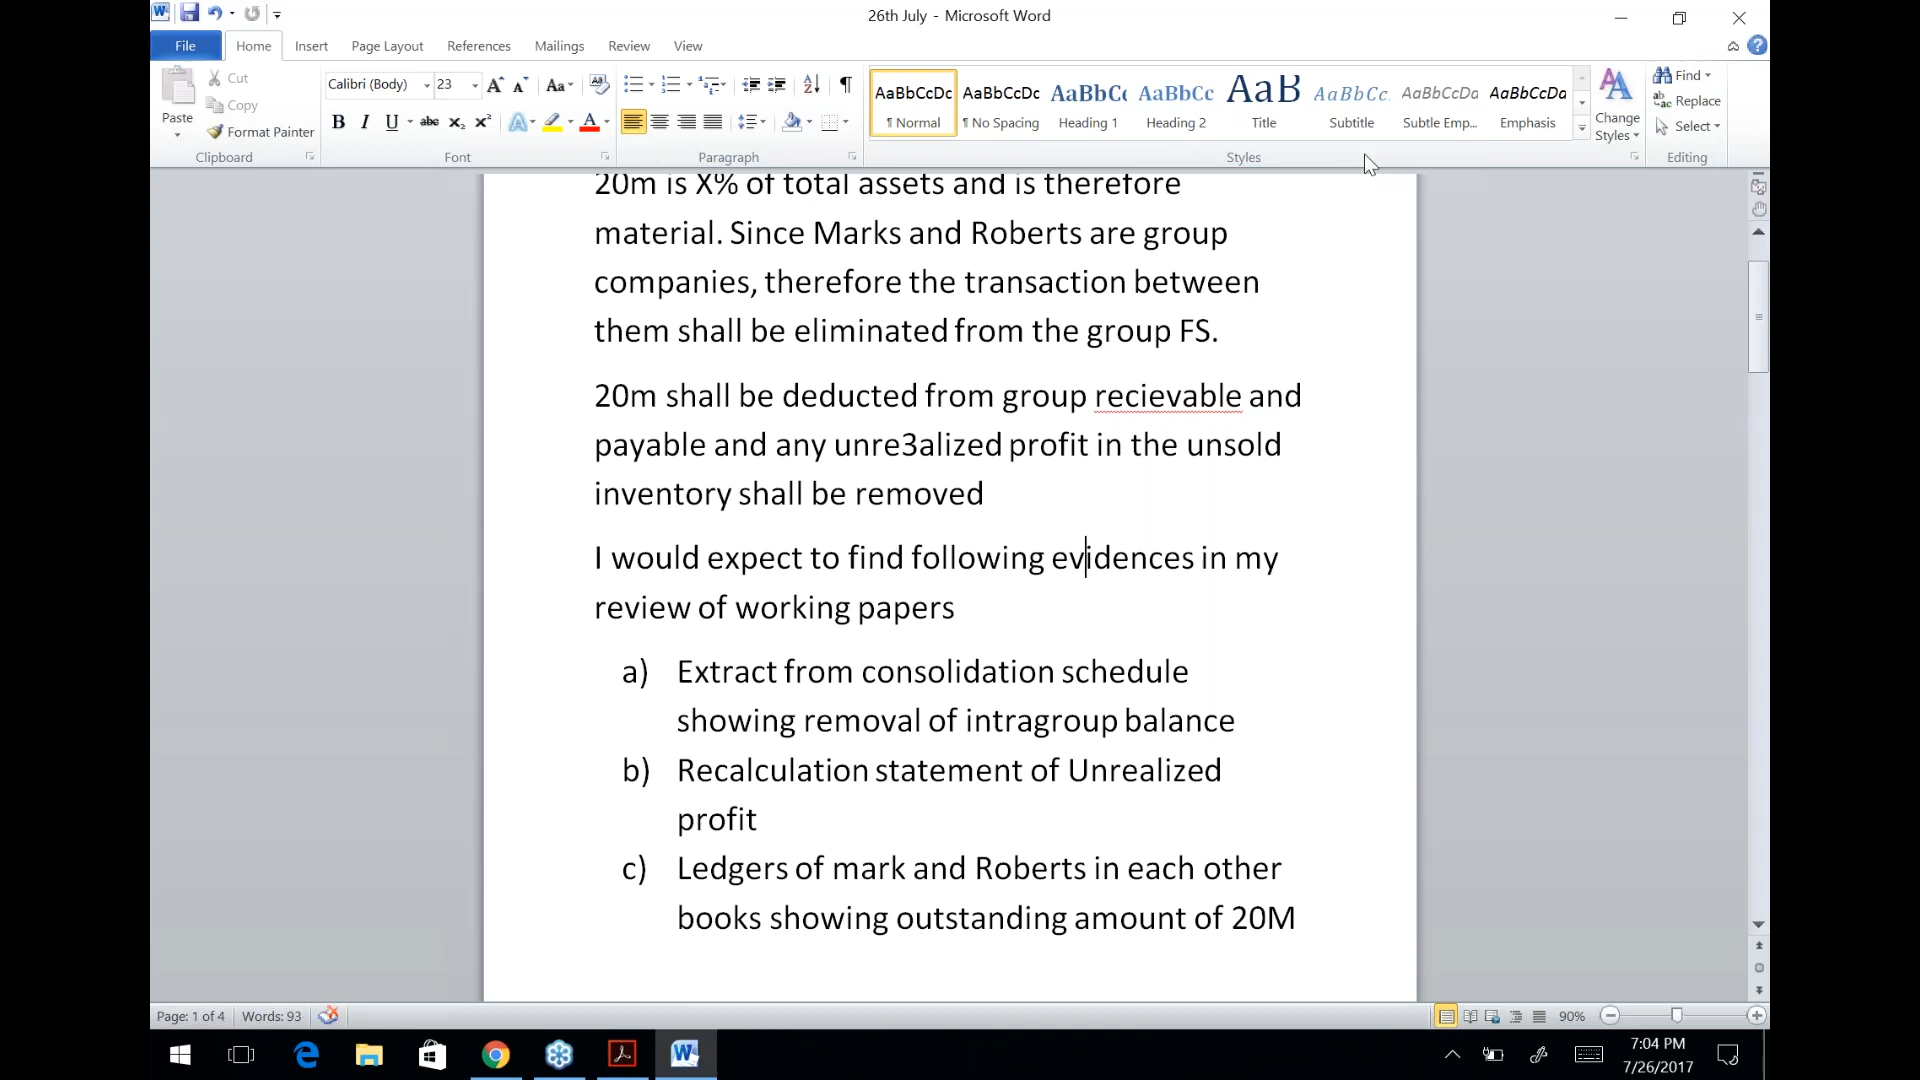 26th July - Microsoft Word
File Home Insert Page Layout References Mailings Review View
Paste
Cut
Copy
Format Painter
Clipboard
Calibri (Body) 23
Font
Paragraph
AaBbCcDc AaBbCcDc AaBbCc AaBbCc AaB AaBbCc. AaBbCcDd AaBbCcDd
¶ Normal ¶ No Spacing Heading 1 Heading 2 Title Subtitle Subtle Emp... Emphasis
Styles
Change
Styles
Find
Replace
Select
Editing
20m is X% of total assets and is therefore
material. Since Marks and Roberts are group
companies, therefore the transaction between
them shall be eliminated from the group FS.
20m shall be deducted from group recievable and
payable and any unre3alized profit in the unsold
inventory shall be removed
I would expect to find following evidences in my
review of working papers
a) Extract from consolidation schedule
showing removal of intragroup balance
b) Recalculation statement of Unrealized
profit
c) Ledgers of mark and Roberts in each other
books showing outstanding amount of 20M
Page: 1 of 4 Words: 93
90%
7:04 PM
7/26/2017